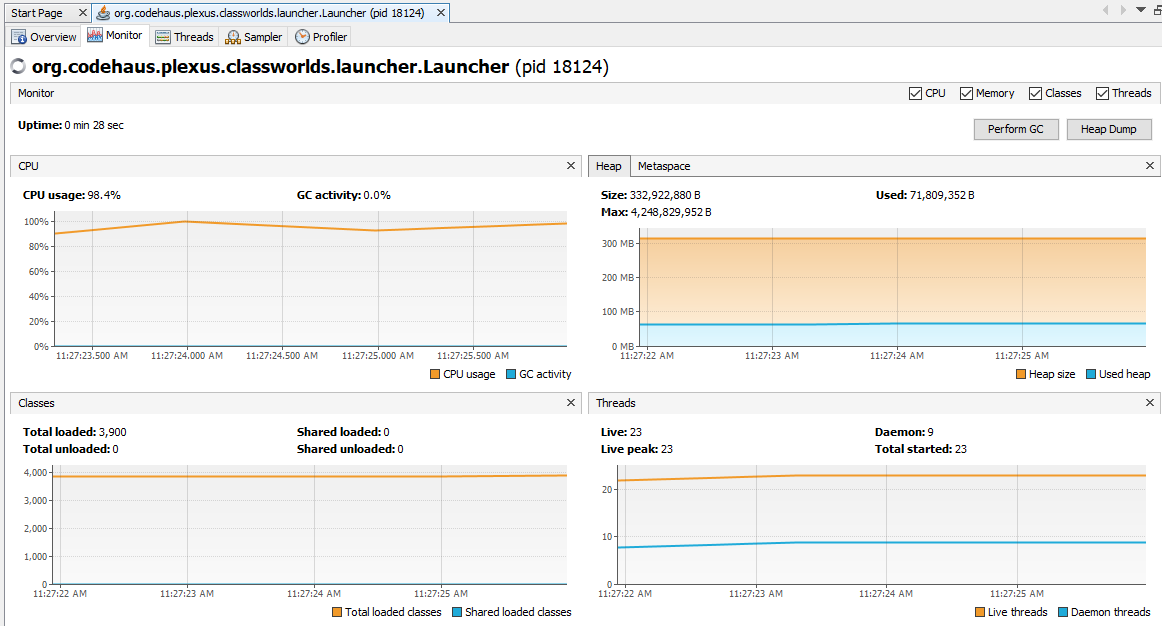 Start Page
org.codehaus.plexus.classworlds.launcher.Launcher (pid 18124)
Overview Monitor Threads Sampler Profiler
org.codehaus.plexus.classworlds.launcher.Launcher (pid 18124)
Monitor CPU Memory Classes Threads
Uptime: 0 min 28 sec
Perform GC Heap Dump
CPU
CPU usage: 98.4% GC activity: 0.0%
100%
80%
60%
40%
20%
0%
11:27:23.500 AM 11:27:24.000 AM 11:27:24.500 AM 11:27:25.000 AM 11:27:25.500 AM
CPU usage GC activity
Heap Metaspace
Size: 332,922,880 B Used: 71,809,352 B
Max: 4,248,829,952 B
300 MB
200 MB
100 MB
0 MB
11:27:22 AM 11:27:23 AM 11:27:24 AM 11:27:25 AM
Heap size Used heap
Classes
Total loaded: 3,900 Shared loaded: 0
Total unloaded: 0 Shared unloaded: 0
4,000
3,000
2,000
1,000
0
11:27:22 AM 11:27:23 AM 11:27:24 AM 11:27:25 AM
Total loaded classes Shared loaded classes
Threads
Live: 23 Daemon: 9
Live peak: 23 Total started: 23
20
10
0
11:27:22 AM 11:27:23 AM 11:27:24 AM 11:27:25 AM
Live threads Daemon threads